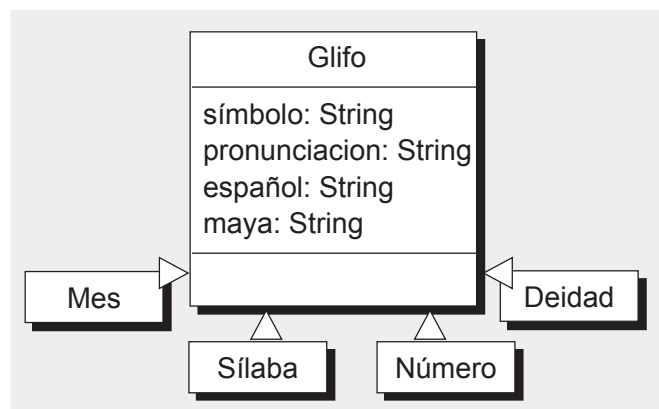 Glifo
símbolo: String
pronunciacion: String
español: String
maya: String
Mes
Deidad
Sílaba
Número